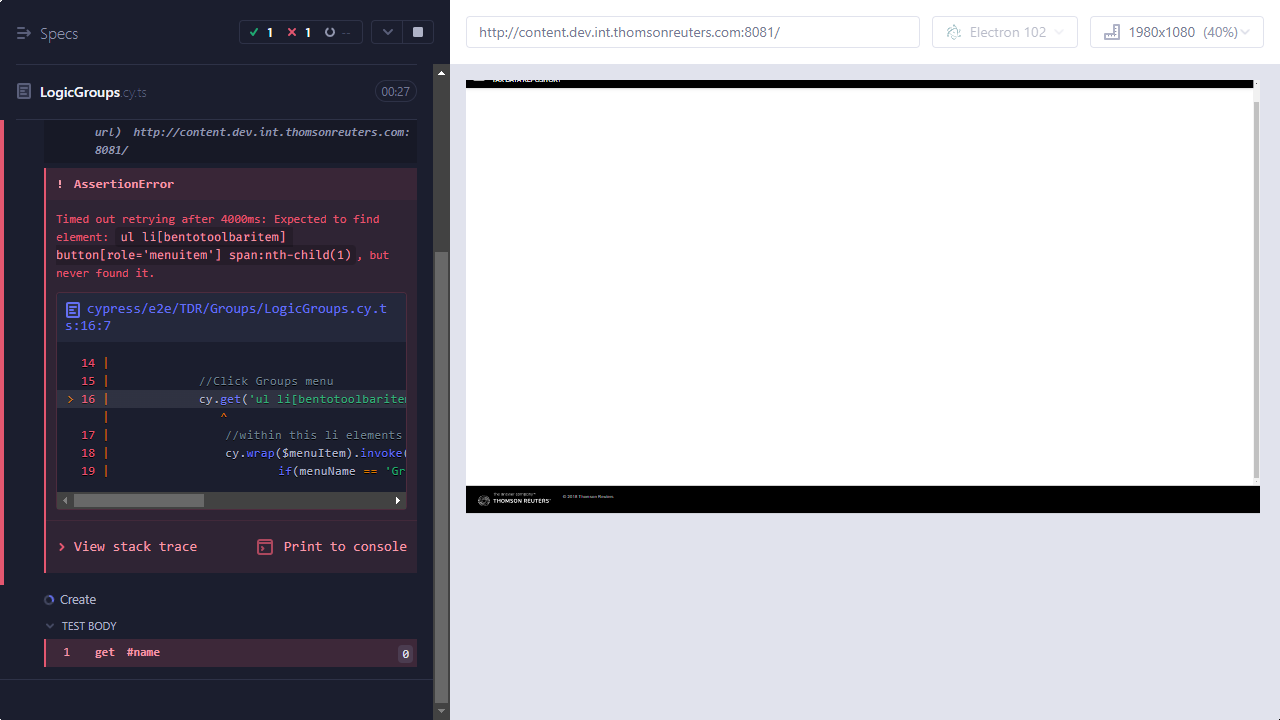 Specs
1
1
--
http://content.dev.int.thomsonreuters.com:8081/
Electron 102
1980x1080 (40%)
LogicGroups.cy.ts
00:27
url) http://content.dev.int.thomsonreuters.com:
8081/
! AssertionError
Timed out retrying after 4000ms: Expected to find
element: ul li[bentotoolbaritem]
button[role='menuitem'] span:nth-child(1), but
never found it.
cypress/e2e/TDR/Groups/LogicGroups.cy.t
s:16:7
14 |
15 | //Click Groups menu
> 16 | cy.get('ul li[bentotoolbaritem
| ^
17 | //within this li elements
18 | cy.wrap($menuItem).invoke(
19 | if(menuName == 'Gr
View stack trace
Print to console
Create
TEST BODY
1 get #name
0
TAX DATA REPOSITORY
The answer company™
THOMSON REUTERS®
© 2018 Thomson Reuters